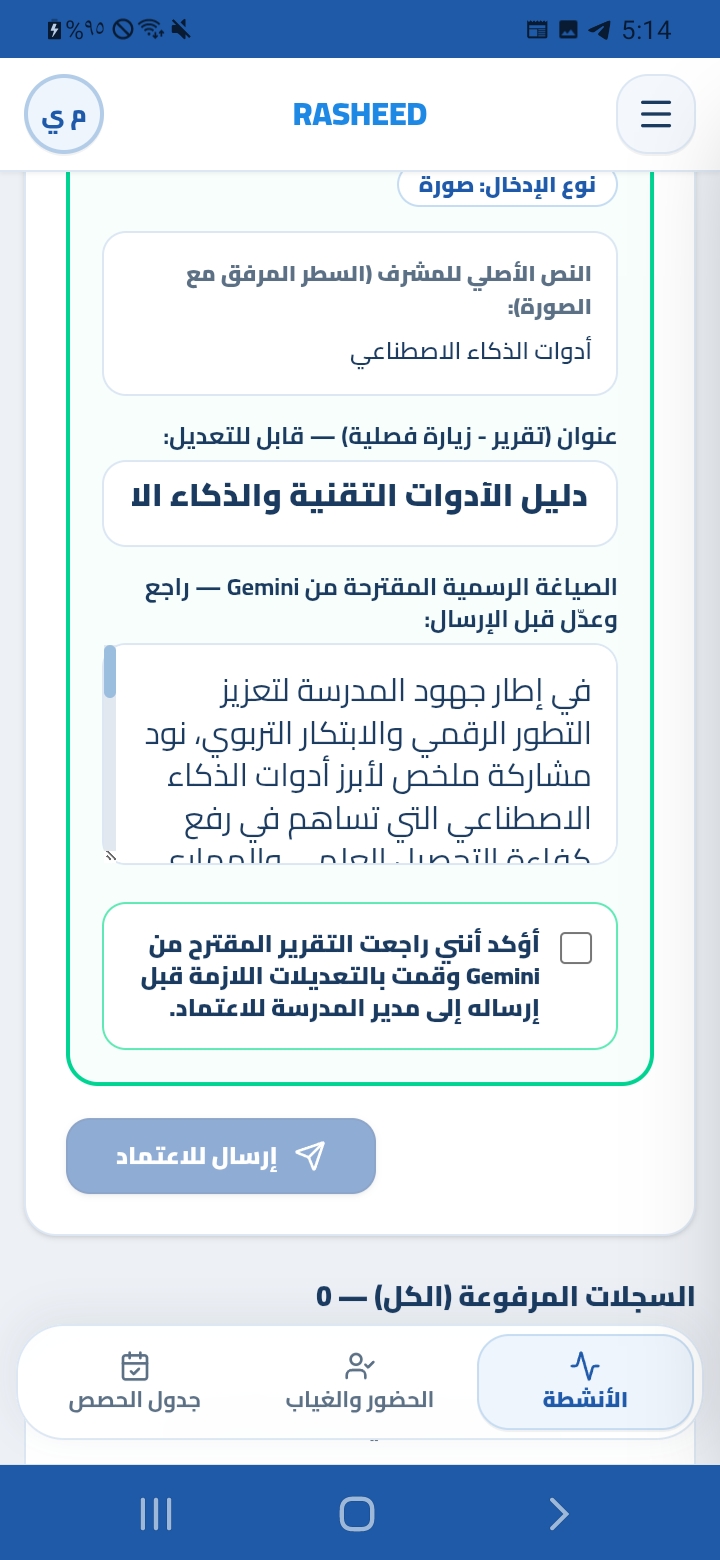 5:14
%٩٥
RASHEED
م ي
نوع الإدخال: صورة
النص الأصلي للمشرف (السطر المرفق مع
الصورة):
أدوات الذكاء الاصطناعي
عنوان (تقرير - زيارة فصلية) — قابل للتعديل:
دليل الأدوات التقنية والذكاء الا
الصياغة الرسمية المقترحة من Gemini — راجع
وعدّل قبل الإرسال:
في إطار جهود المدرسة لتعزيز
التطور الرقمي والابتكار التربوي، نود
مشاركة ملخص لأبرز أدوات الذكاء
الاصطناعي التي تساهم في رفع
كفاءة التحصيل العلمي والمهاري
أؤكد أنني راجعت التقرير المقترح من
Gemini وقمت بالتعديلات اللازمة قبل
إرساله إلى مدير المدرسة للاعتماد.
إرسال للاعتماد
السجلات المرفوعة (الكل) — 0
الأنشطة
الحضور والغياب
جدول الحصص